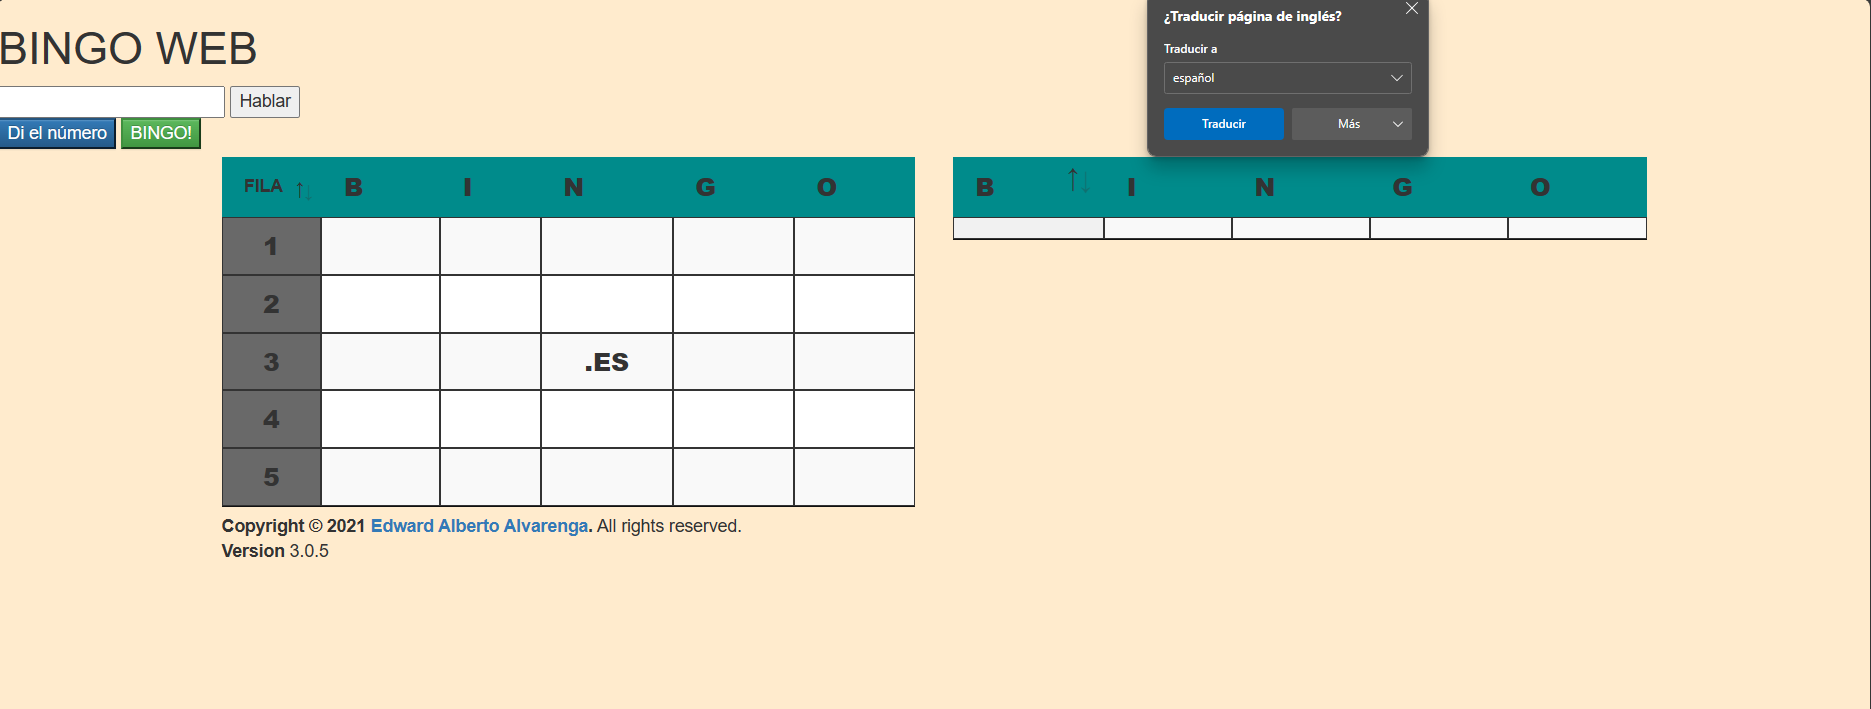 BINGO WEB
Hablar
Di el número BINGO!
¿Traducir página de inglés?
Traducir a
español
Traducir Más
FILA B I N G O
1
2
3 .ES
4
5
B I N G O
Copyright © 2021 Edward Alberto Alvarenga. All rights reserved.
Version 3.0.5